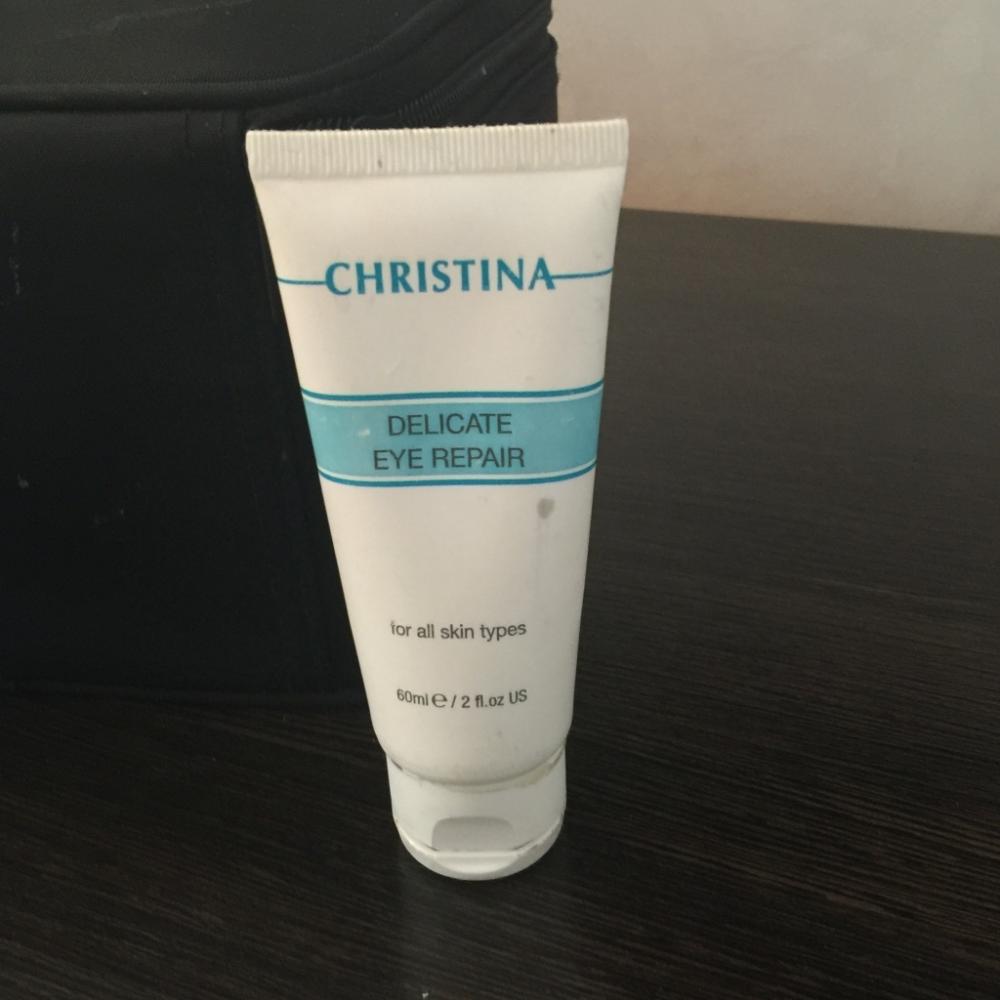 CHRISTINA
DELICATE
EYE REPAIR
for all skin types
60ml ℮ / 2 fl.oz US